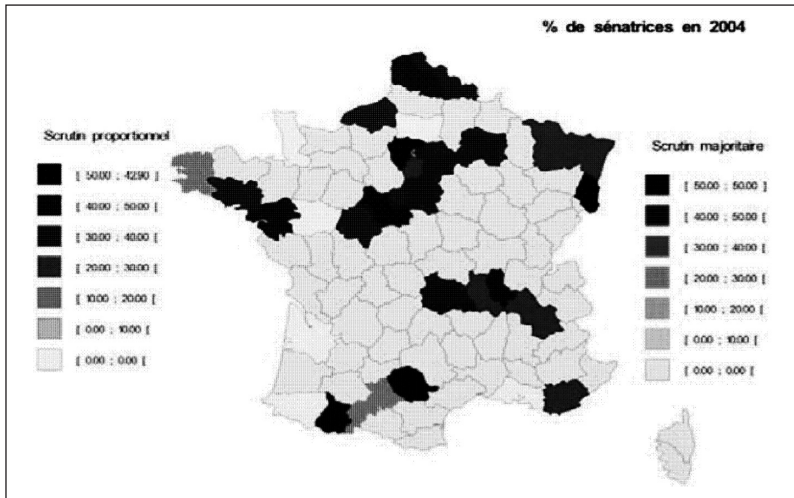 % de sénatrices en 2004
Scrutin proportionnel
[ 50.00 ; 42.90 ]
[ 40.00 ; 50.00 [
[ 30.00 ; 40.00 [
[ 20.00 ; 30.00 [
[ 10.00 ; 20.00 [
[ 0.00 ; 10.00 [
[ 0.00 ; 0.00 [
Scrutin majoritaire
[ 50.00 ; 50.00 ]
[ 40.00 ; 50.00 [
[ 30.00 ; 40.00 [
[ 20.00 ; 30.00 [
[ 10.00 ; 20.00 [
[ 0.00 ; 10.00 [
[ 0.00 ; 0.00 [